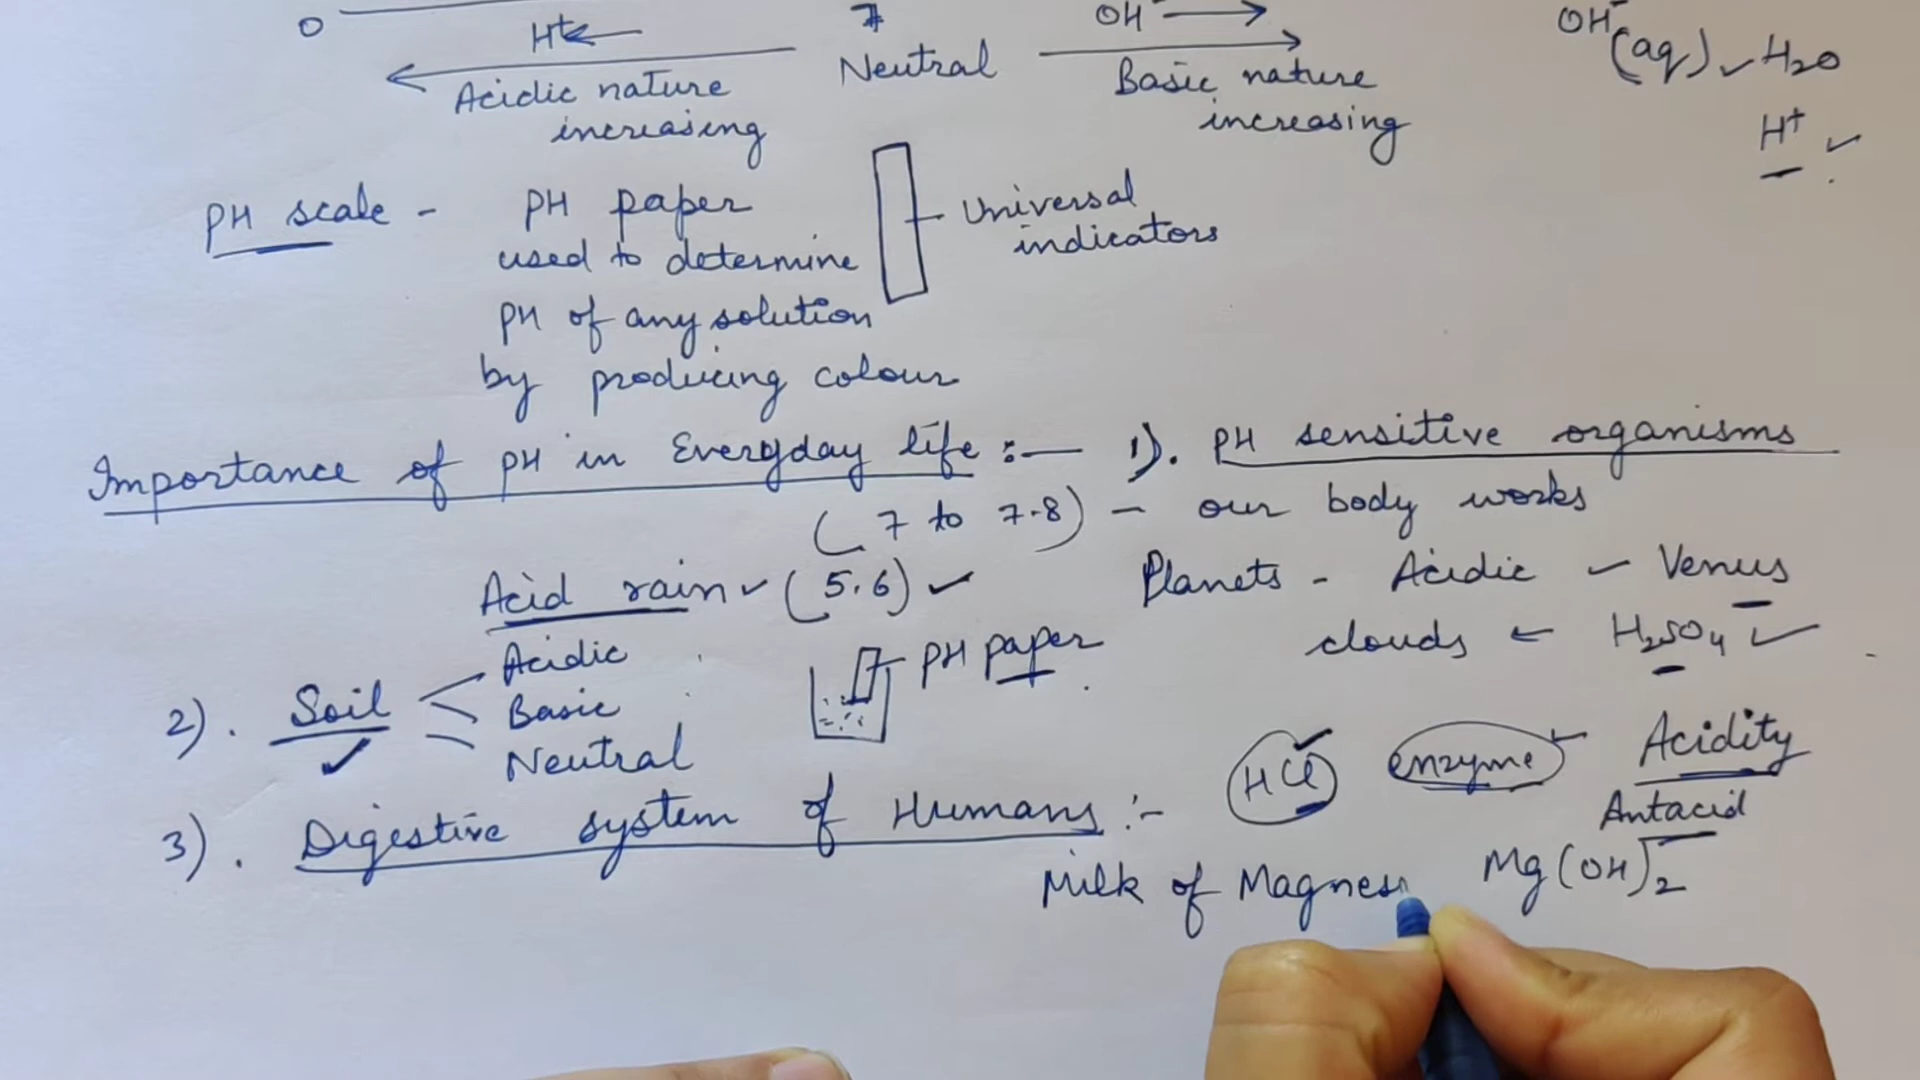 0 H+ ← 7 OH- → OH-(aq) ✓ H2O
← Neutral →
Acidic nature Basic nature
increasing increasing
H+ ✓
PH scale - PH paper
used to determine
PH of any solution
by producing colour
Universal
indicators
Importance of PH in Everyday life :— 1). PH sensitive organisms
(7 to 7.8) - our body works
Acid rain ✓ (5.6) ✓
Planets - Acidic - Venus
clouds ← H2SO4 ✓
2). Soil ✓
Acidic
Basic
Neutral
PH paper
3). Digestive system of Humans :-
HCl enzyme Acidity
Antacid
Milk of Magnes Mg(OH)2